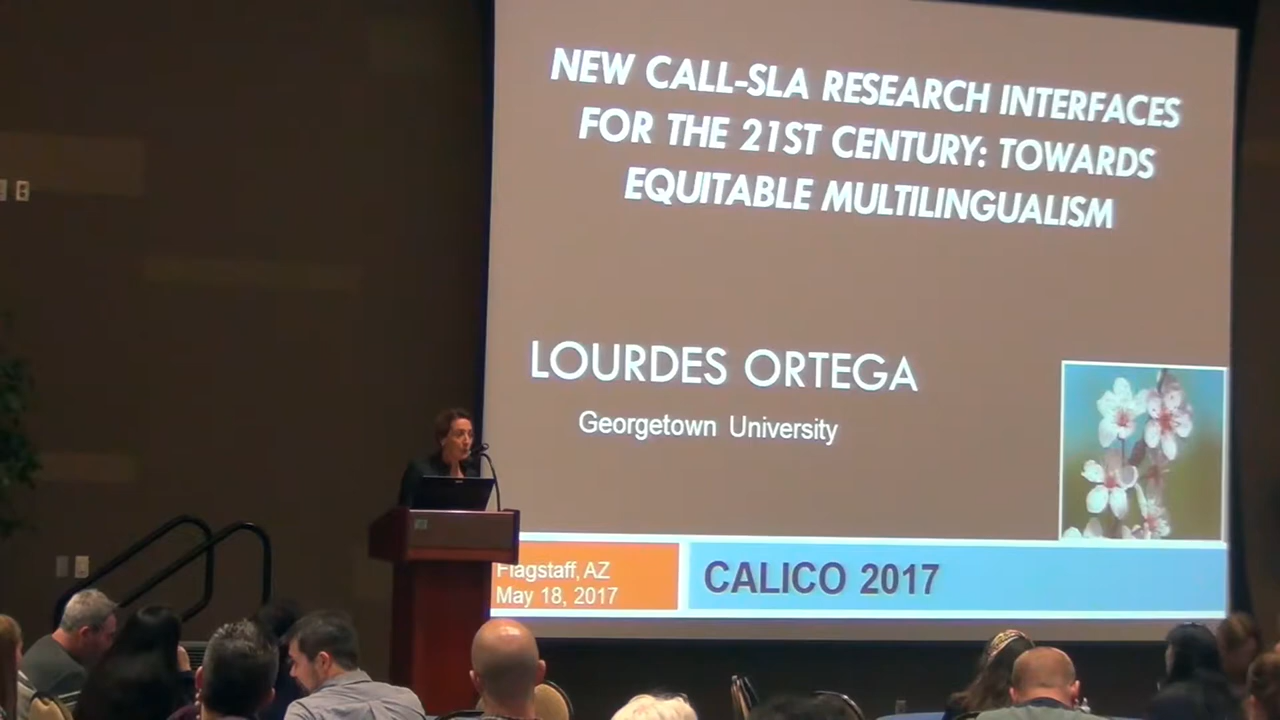 NEW CALL-SLA RESEARCH INTERFACES
FOR THE 21ST CENTURY: TOWARDS
EQUITABLE MULTILINGUALISM
LOURDES ORTEGA
Georgetown University
Flagstaff, AZ
May 18, 2017
CALICO 2017